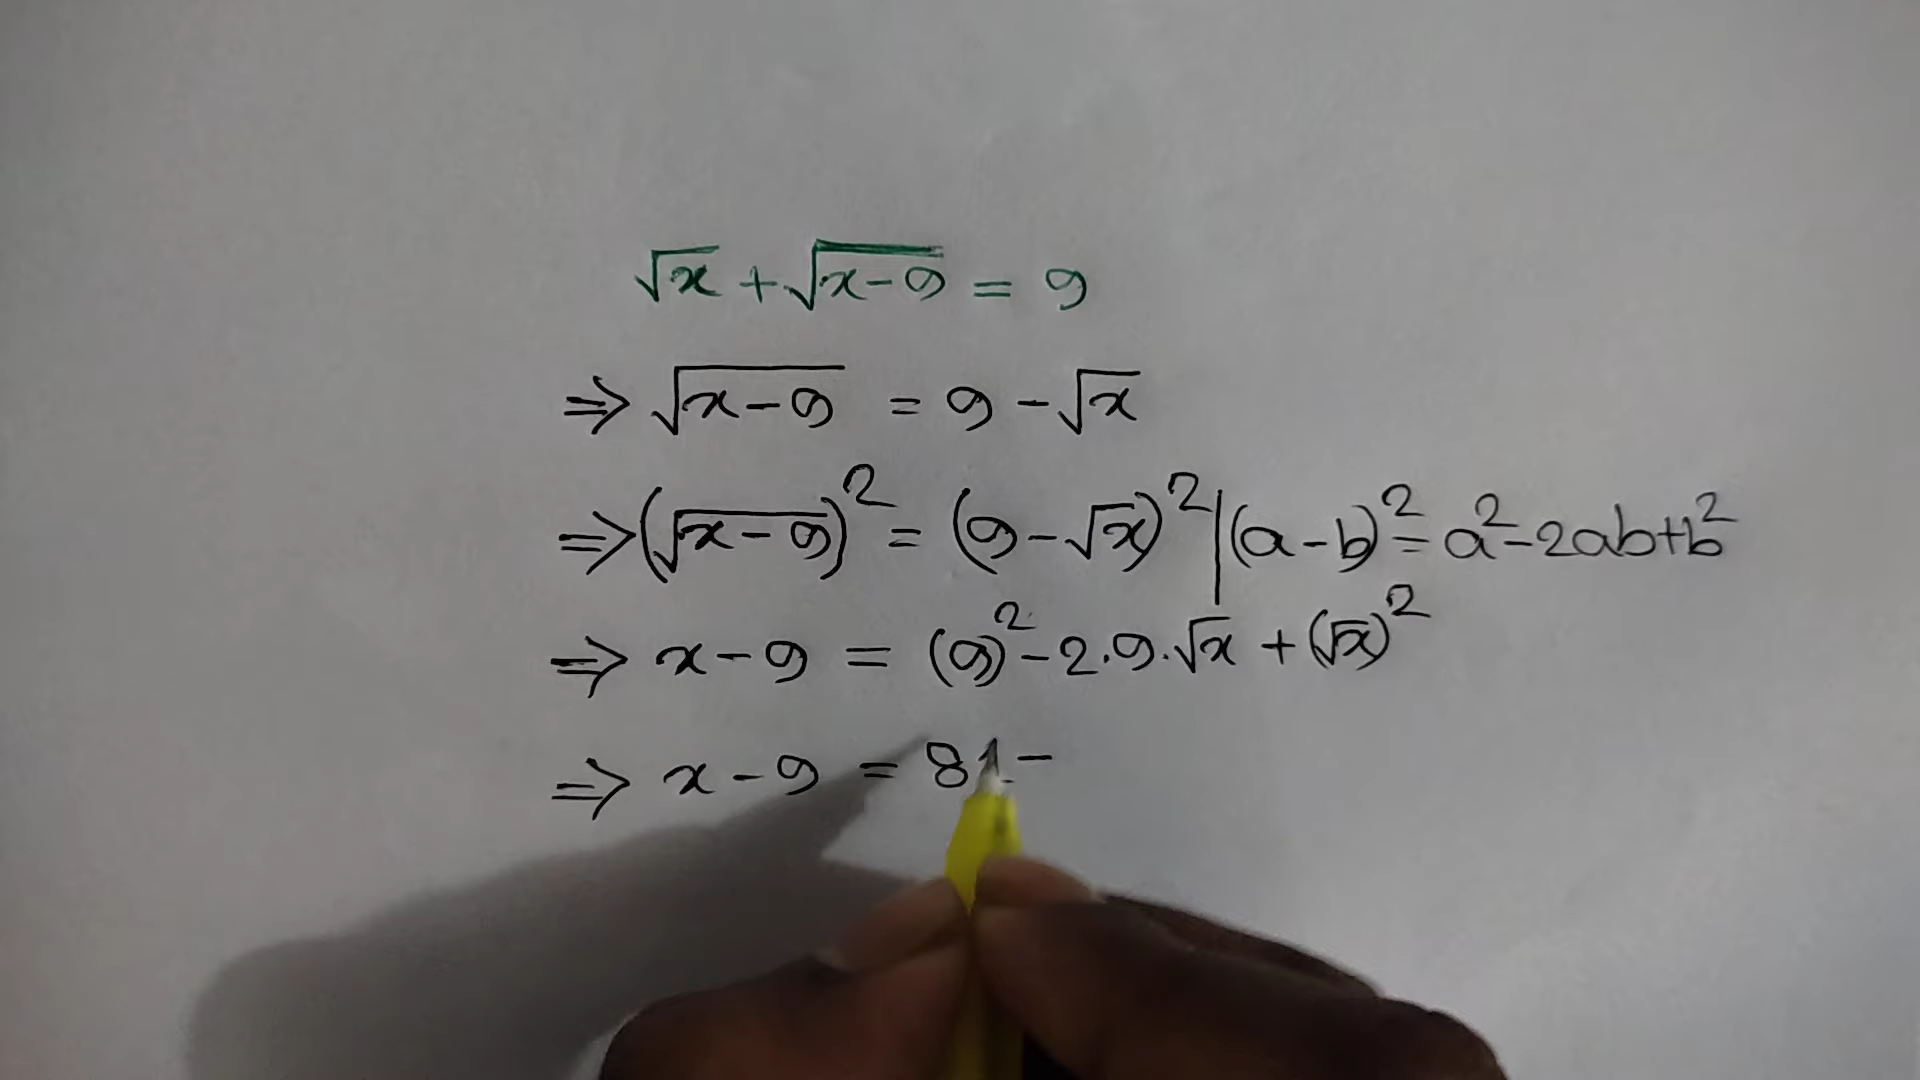 √x + √(x-9) = 9
⇒ √(x-9) = 9 - √x
⇒ (√(x-9))² = (9-√x)² | (a-b)² = a²-2ab+b²
⇒ x-9 = (9)²-2·9·√x + (√x)²
⇒ x-9 = 81-